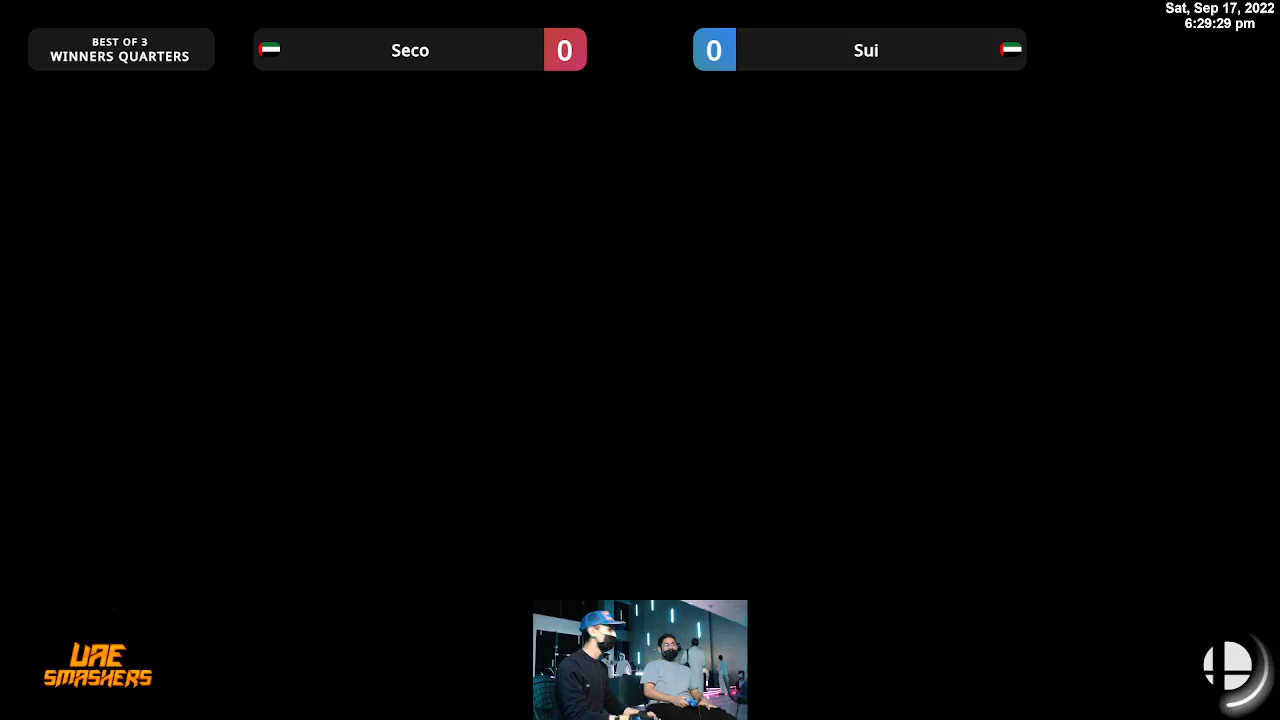 Sat, Sep 17, 2022
6:29:29 pm
BEST OF 3
WINNERS QUARTERS
Seco
0
0
Sui
UAE
SMASHERS